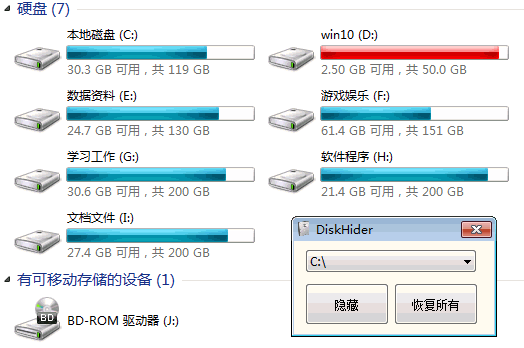 硬盘 (7)
本地磁盘 (C:)
30.3 GB 可用，共 119 GB
win10 (D:)
2.50 GB 可用，共 50.0 GB
数据资料 (E:)
24.7 GB 可用，共 130 GB
游戏娱乐 (F:)
61.4 GB 可用，共 151 GB
学习工作 (G:)
30.6 GB 可用，共 200 GB
软件程序 (H:)
21.4 GB 可用，共 200 GB
文档文件 (I:)
27.4 GB 可用，共 200 GB
DiskHider
C:\
隐藏
恢复所有
有可移动存储的设备 (1)
BD
BD-ROM 驱动器 (J:)